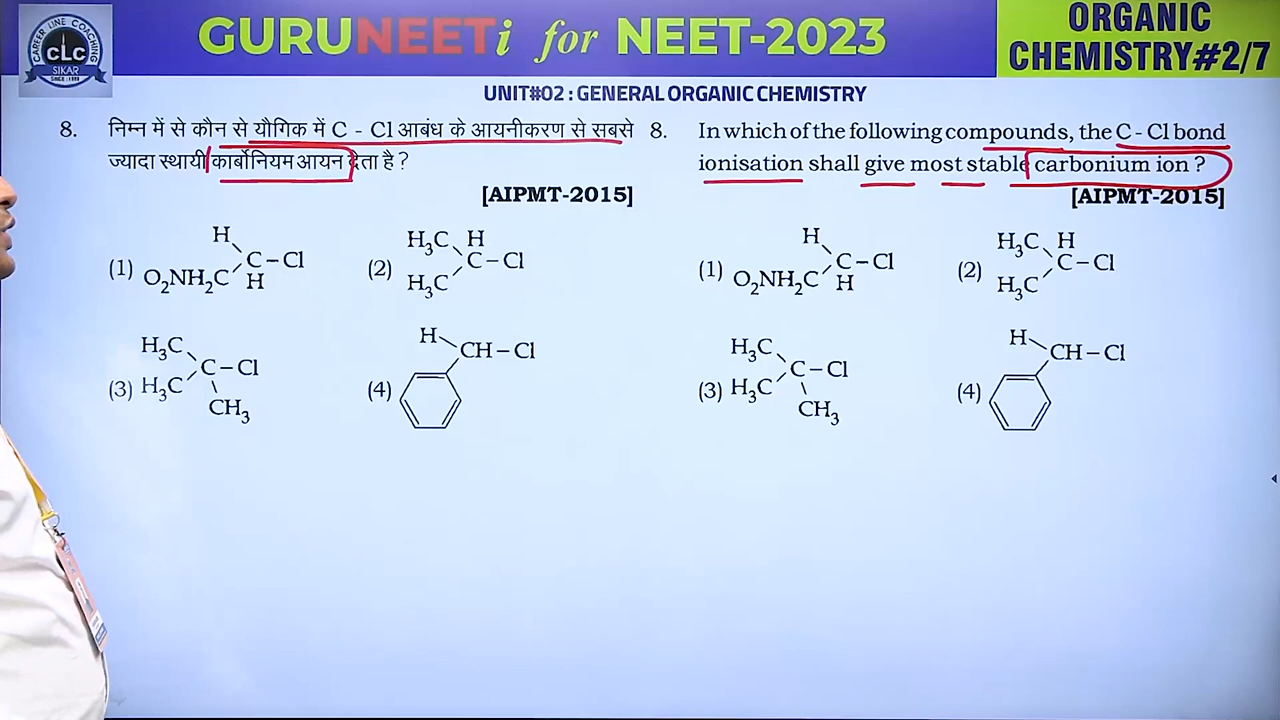 CAREER LINE COACHING
CLC
SIKAR
SINCE : 1996
GURUNEETi for NEET-2023
ORGANIC
CHEMISTRY#2/7
UNIT#02 : GENERAL ORGANIC CHEMISTRY
8. निम्न में से कौन से यौगिक में C - Cl आबंध के आयनीकरण से सबसे
ज्यादा स्थायी कार्बोनियम आयन देता है ?
[AIPMT-2015]
(1) H
C – Cl
O₂NH₂C H
(2) H₃C H
C – Cl
H₃C
(3) H₃C
C – Cl
H₃C
CH₃
(4) H
CH – Cl
8. In which of the following compounds, the C - Cl bond
ionisation shall give most stable carbonium ion ?
[AIPMT-2015]
(1) H
C – Cl
O₂NH₂C H
(2) H₃C H
C – Cl
H₃C
(3) H₃C
C – Cl
H₃C
CH₃
(4) H
CH – Cl